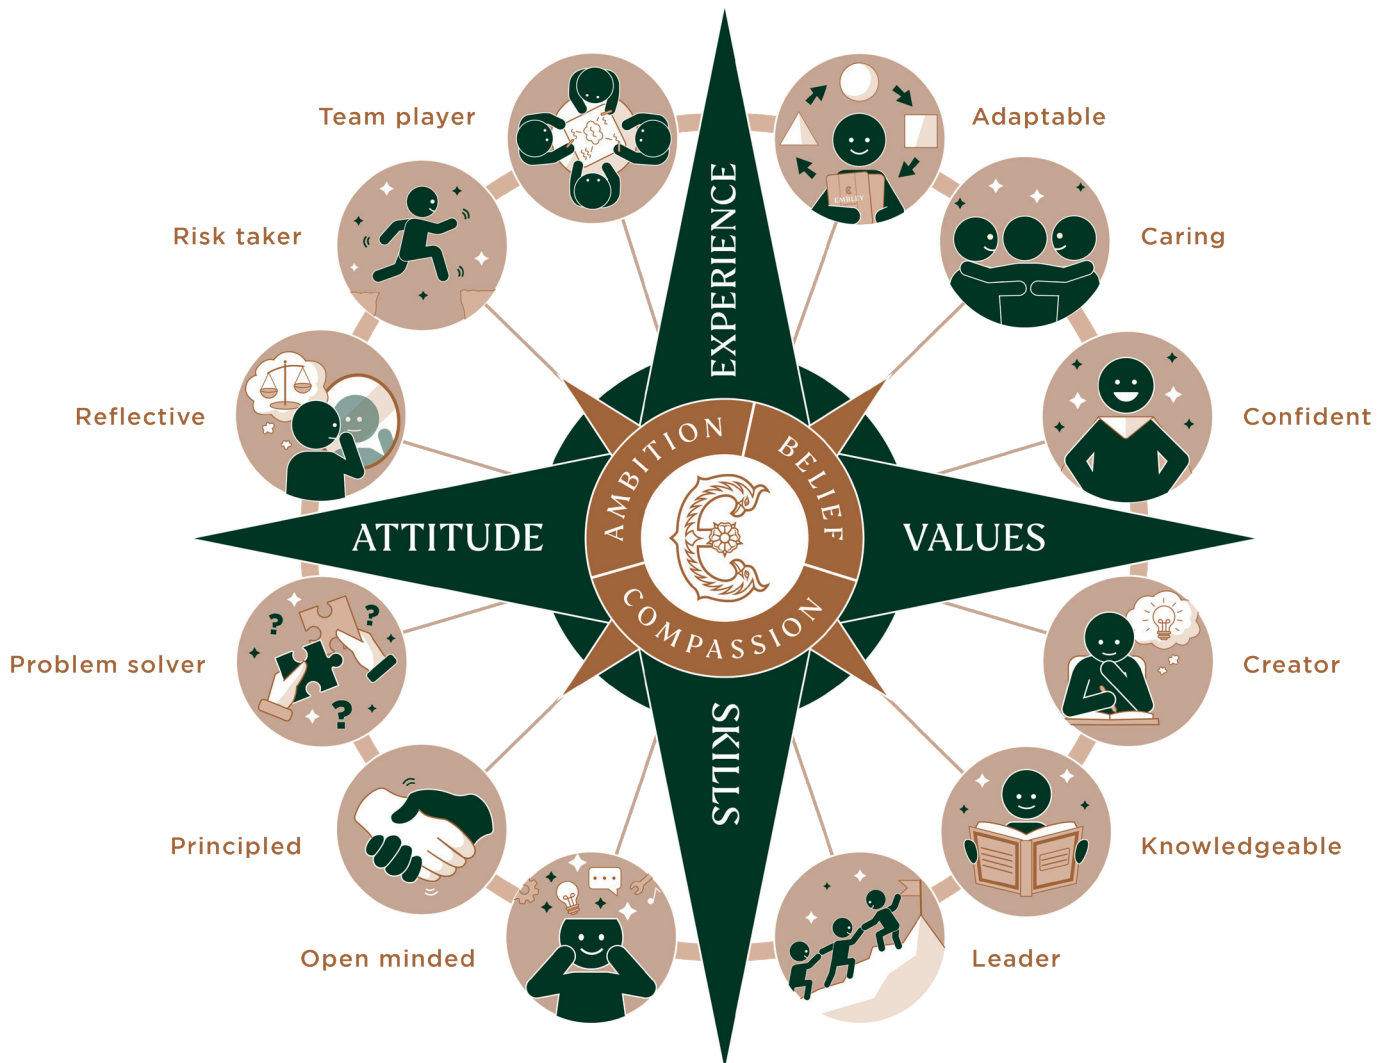 Team player
Adaptable
Risk taker
Caring
Reflective
Confident
EXPERIENCE
EMBLEY
AMBITION
BELIEF
COMPASSION
ATTITUDE
VALUES
SKILLS
Problem solver
Creator
Principled
Knowledgeable
Open minded
Leader
?
?
?